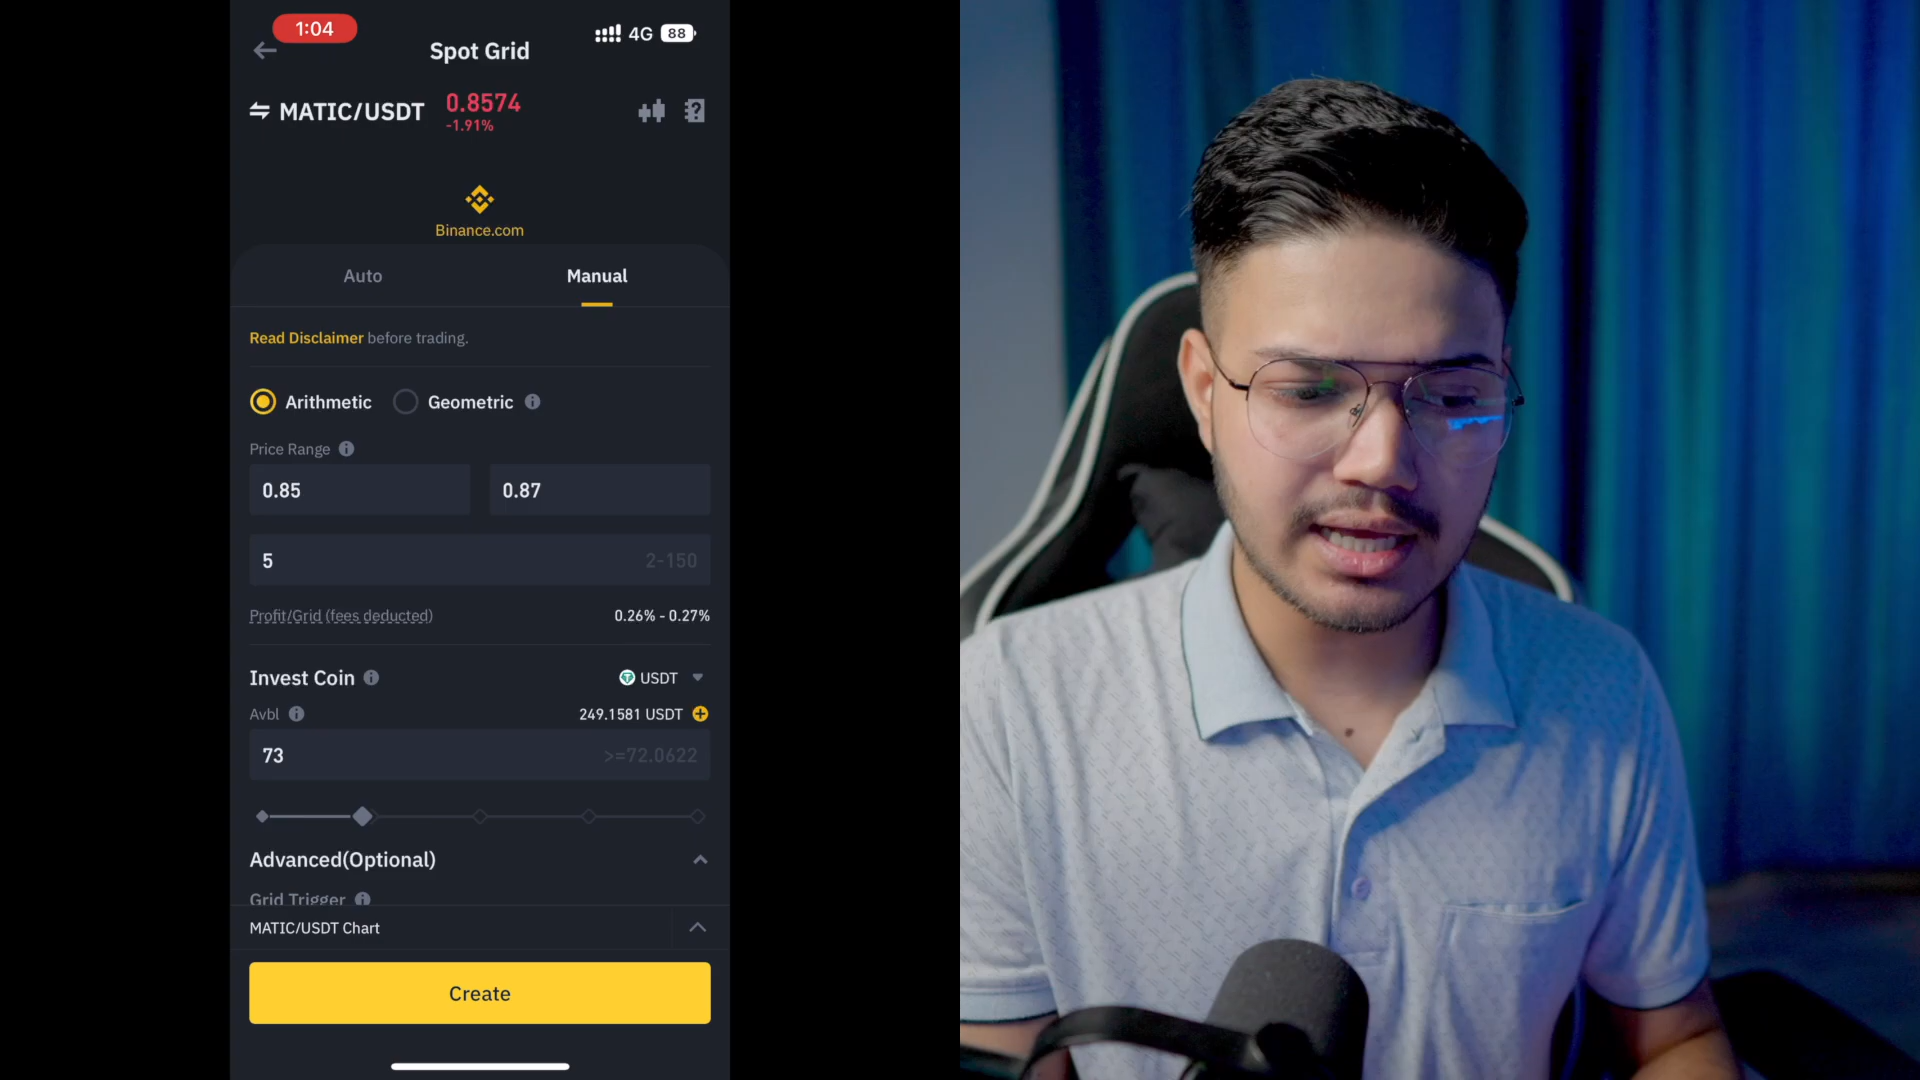 1:04
4G 88
Spot Grid
MATIC/USDT 0.8574
-1.91%
Binance.com
Auto Manual
Read Disclaimer before trading.
Arithmetic Geometric
Price Range
0.85 0.87
5 2-150
Profit/Grid (fees deducted) 0.26% - 0.27%
Invest Coin USDT
Avbl 249.1581 USDT
73 >=72.0622
Advanced(Optional)
Grid Trigger
MATIC/USDT Chart
Create